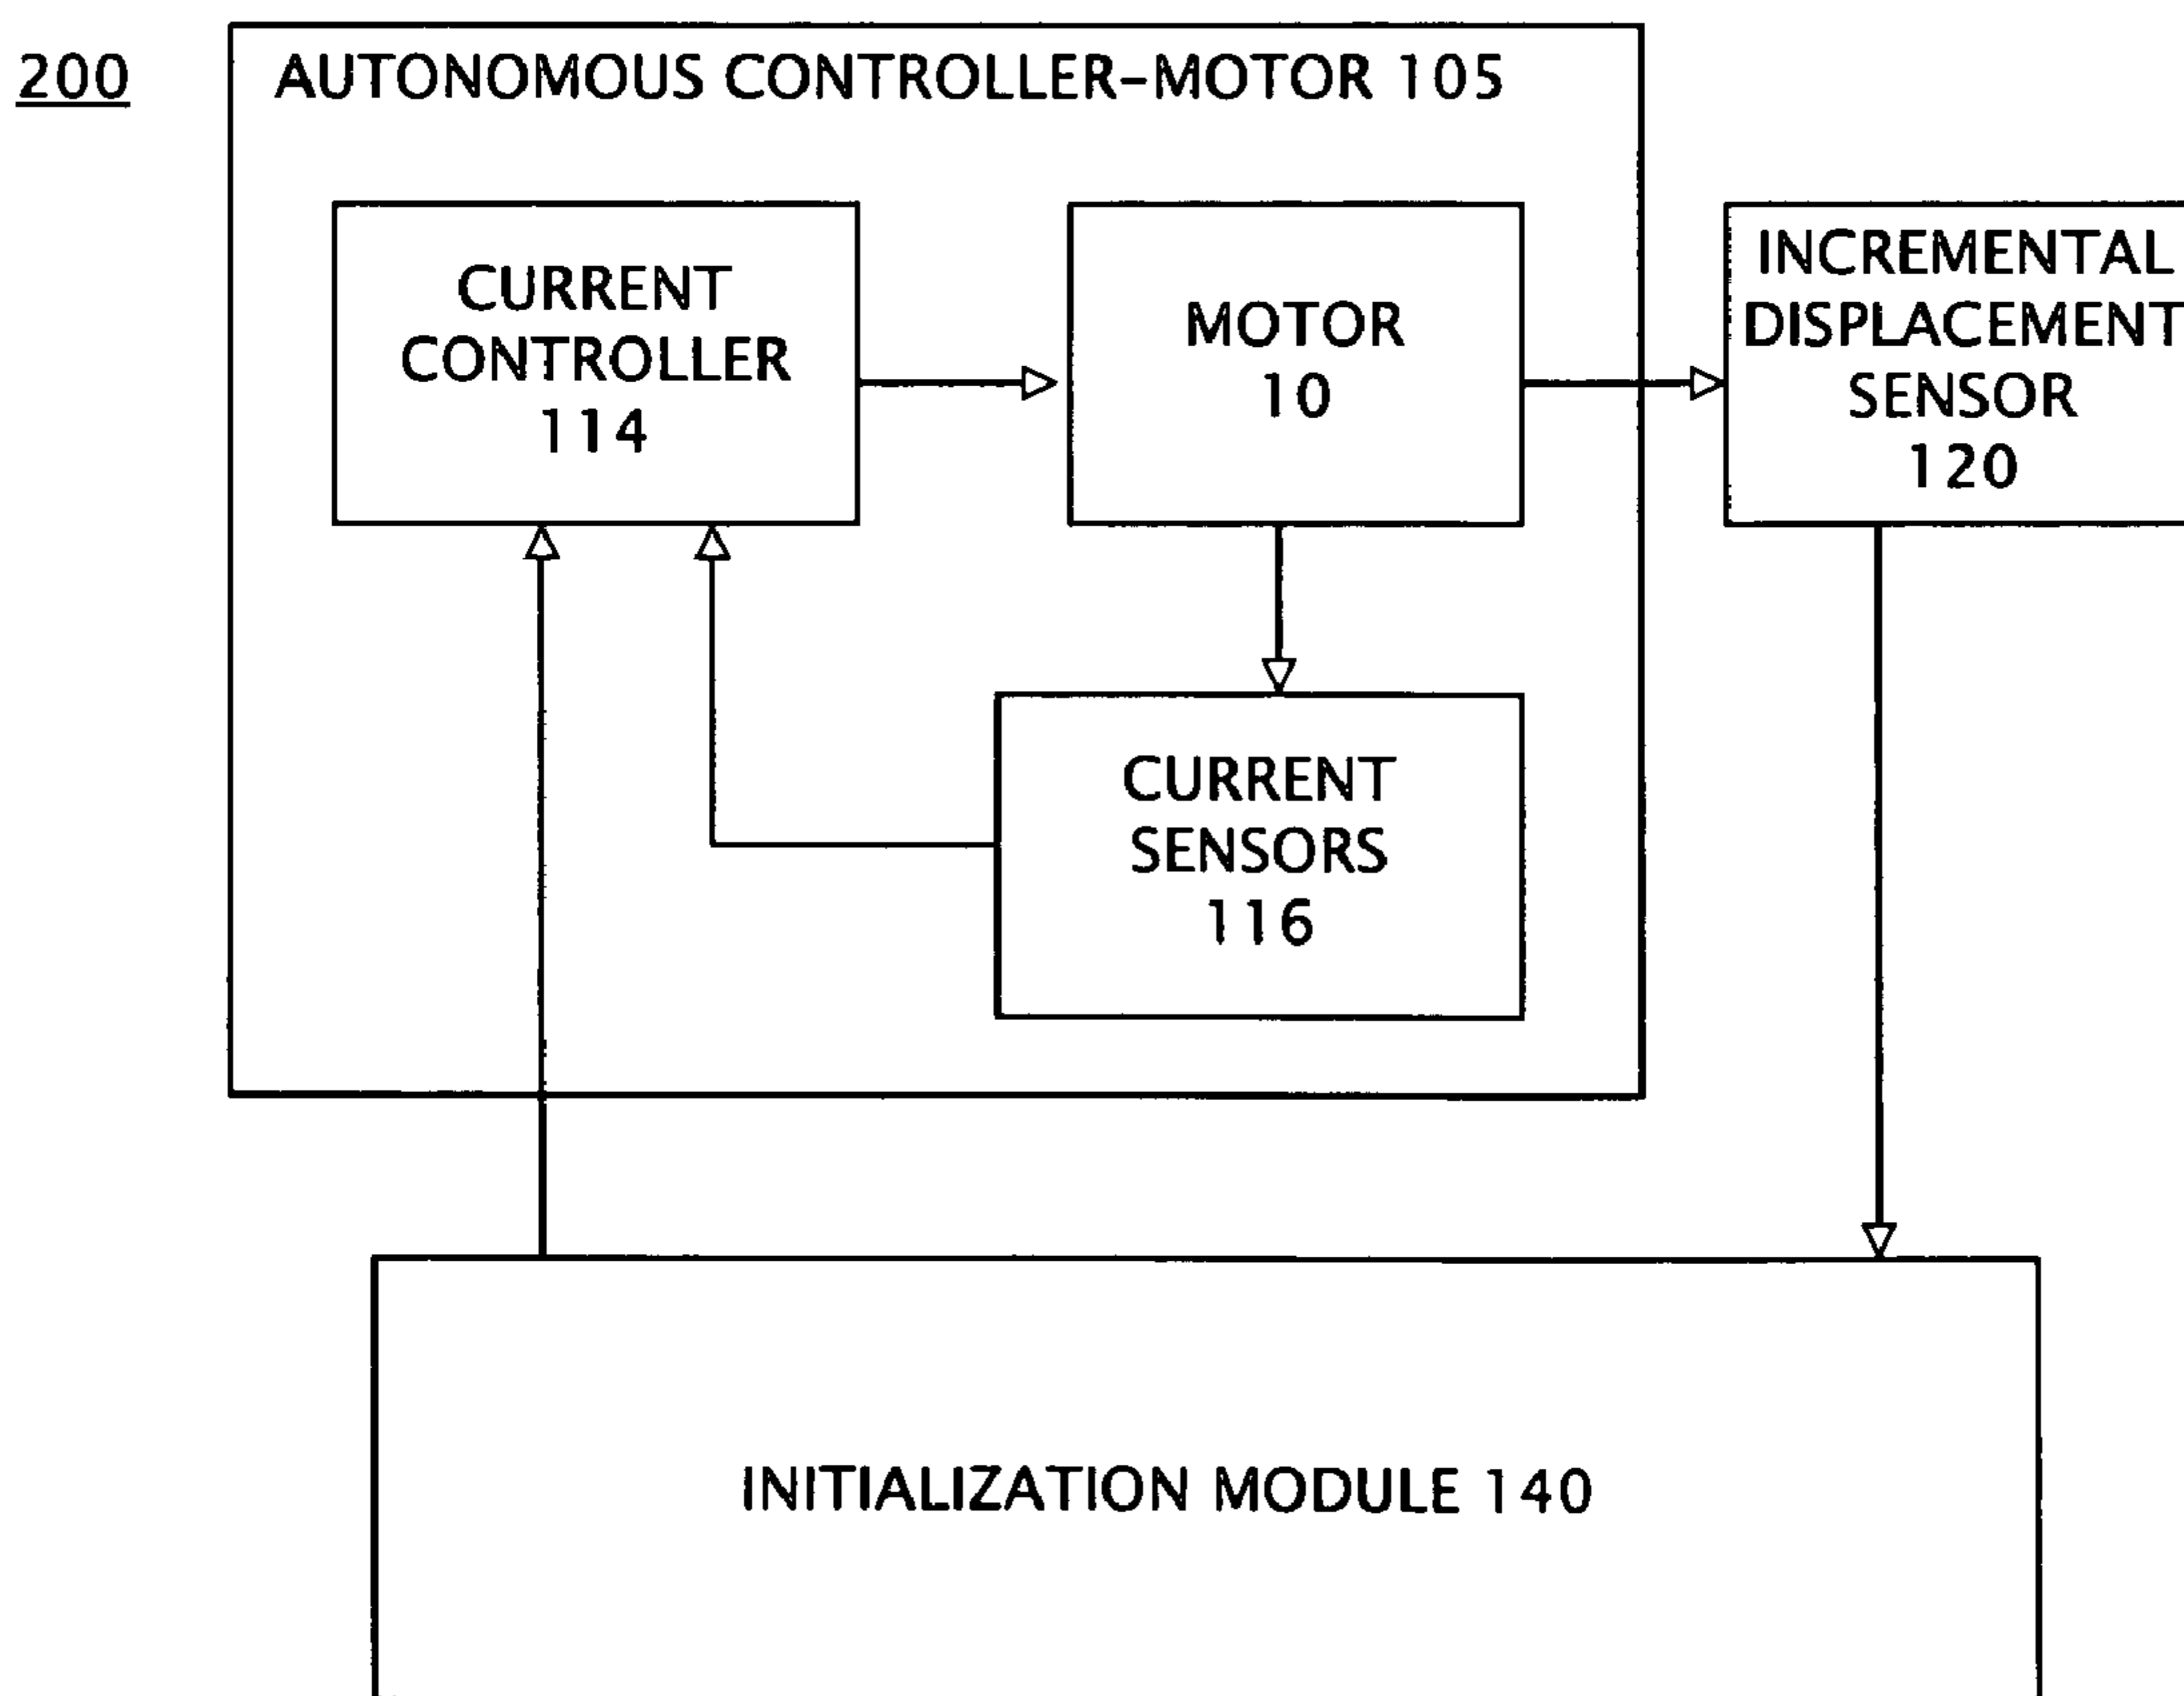 200
AUTONOMOUS CONTROLLER-MOTOR 105
CURRENT
CONTROLLER
114
MOTOR
10
INCREMENTAL
DISPLACEMENT
SENSOR
120
CURRENT
SENSORS
116
INITIALIZATION MODULE 140